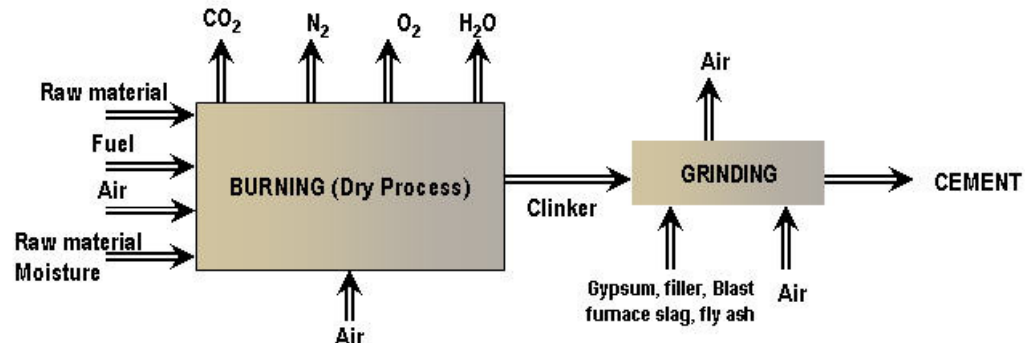 CO₂ N₂ O₂ H₂O
Raw material
Fuel
Air
Raw material
Moisture
BURNING (Dry Process)
Air
Clinker
Air
GRINDING
Gypsum, filler, Blast
furnace slag, fly ash
Air
CEMENT